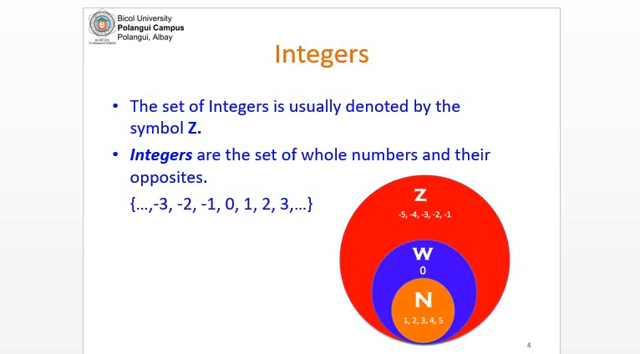 Bicol University
Polangui Campus
Polangui, Albay
Integers
• The set of Integers is usually denoted by the
symbol Z.
• Integers are the set of whole numbers and their
opposites.
{…,-3, -2, -1, 0, 1, 2, 3,…}
Z
-5, -4, -3, -2, -1
W
0
N
1, 2, 3, 4, 5
4